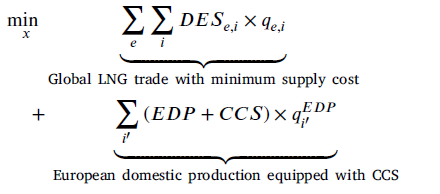 min x ∑e ∑i DES_{e,i} × q_{e,i}
Global LNG trade with minimum supply cost
+ ∑i′ (EDP + CCS) × q_{i′}^{EDP}
European domestic production equipped with CCS